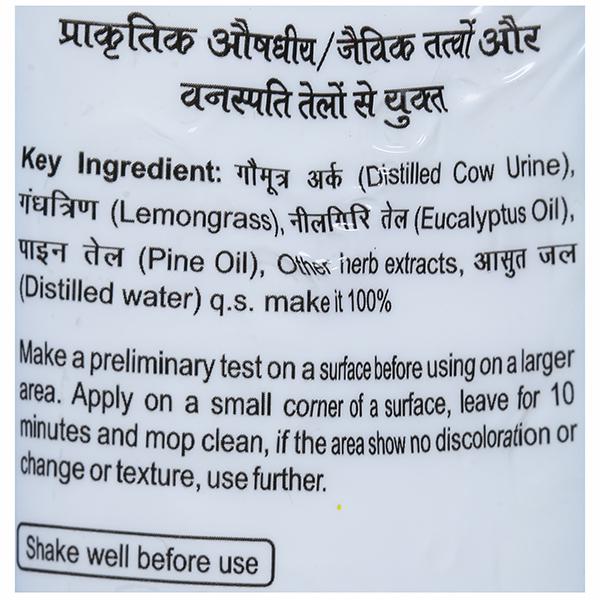 प्राकृतिक औषधीय/जैविक तत्वों और
वनस्पति तेलों से युक्त
Key Ingredient: गौमूत्र अर्क (Distilled Cow Urine),
गंधत्रिण (Lemongrass), नीलगिरि तेल (Eucalyptus Oil),
पाइन तेल (Pine Oil), Other herb extracts, आसुत जल
(Distilled water) q.s. make it 100%
Make a preliminary test on a surface before using on a larger
area. Apply on a small corner of a surface, leave for 10
minutes and mop clean, if the area show no discoloration or
change or texture, use further.
Shake well before use